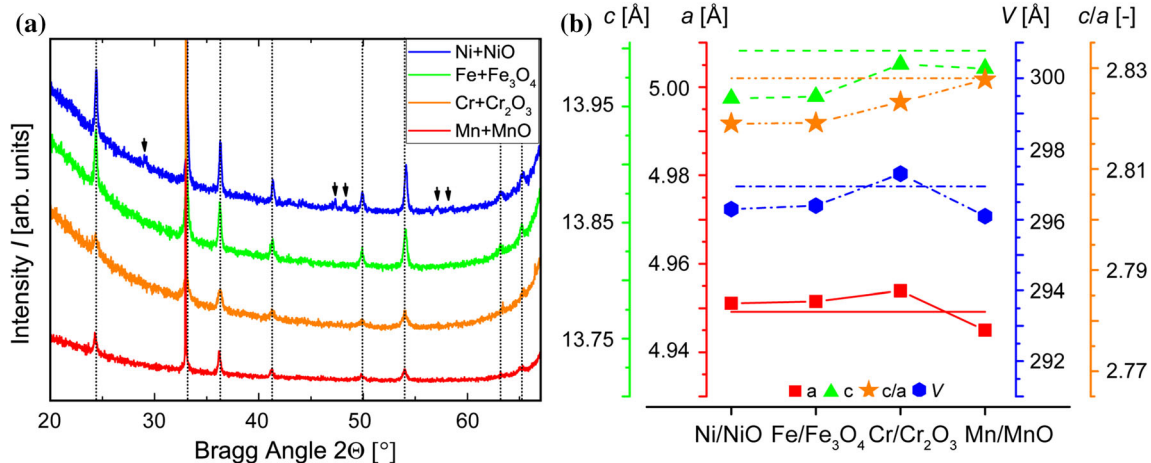 (a)
Ni+NiO
Fe+Fe₃O₄
Cr+Cr₂O₃
Mn+MnO
Intensity I [arb. units]
20 30 40 50 60
Bragg Angle 2Θ [°]
(b)
c [Å] a [Å] V [Å] c/a [-]
13.95
13.85
13.75
5.00
4.98
4.96
4.94
300
298
296
294
292
2.83
2.81
2.79
2.77
a c c/a V
Ni/NiO Fe/Fe₃O₄ Cr/Cr₂O₃ Mn/MnO